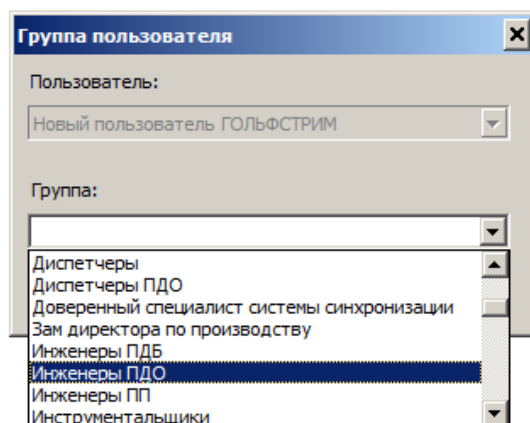 Группа пользователя
Пользователь:
Новый пользователь ГОЛЬФСТРИМ
Группа:
Диспетчеры
Диспетчеры ПДО
Доверенный специалист системы синхронизации
Зам директора по производству
Инженеры ПДБ
Инженеры ПДО
Инженеры ПП
Инструментальщики